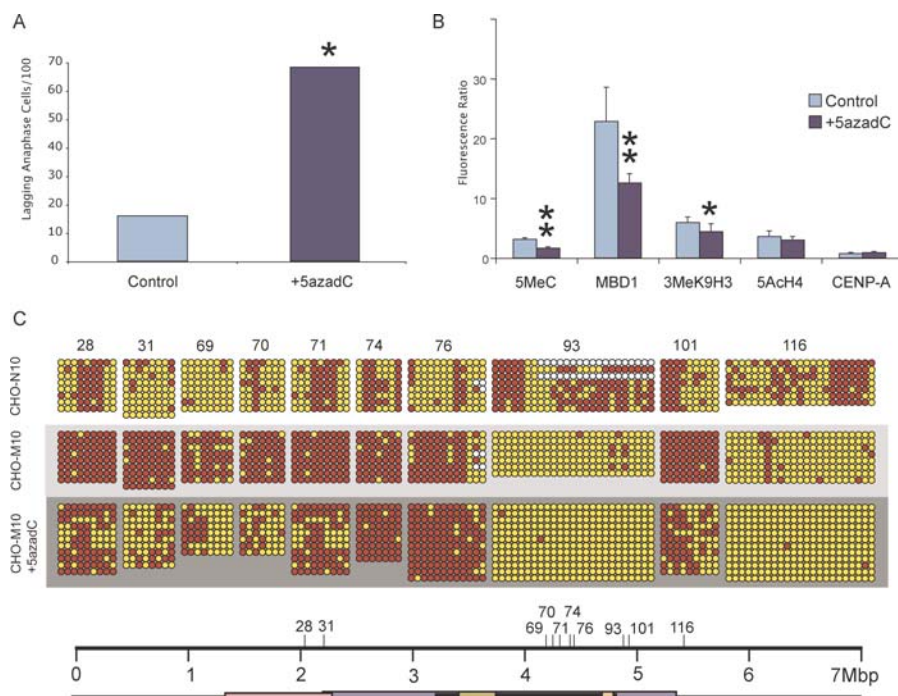 A
Lagging Anaphase Cells/100
70
60
50
40
30
20
10
0
*
Control
+5azadC
B
Fluorescence Ratio
30
20
10
0
Control
+5azadC
**
**
*
5MeC
MBD1
3MeK9H3
5AcH4
CENP-A
C
28 31 69 70 71 74 76 93 101 116
CHO-N10
CHO-M10
CHO-M10 +5azadC
70 74
28 31 69 71 76 93 101 116
0 1 2 3 4 5 6 7Mbp